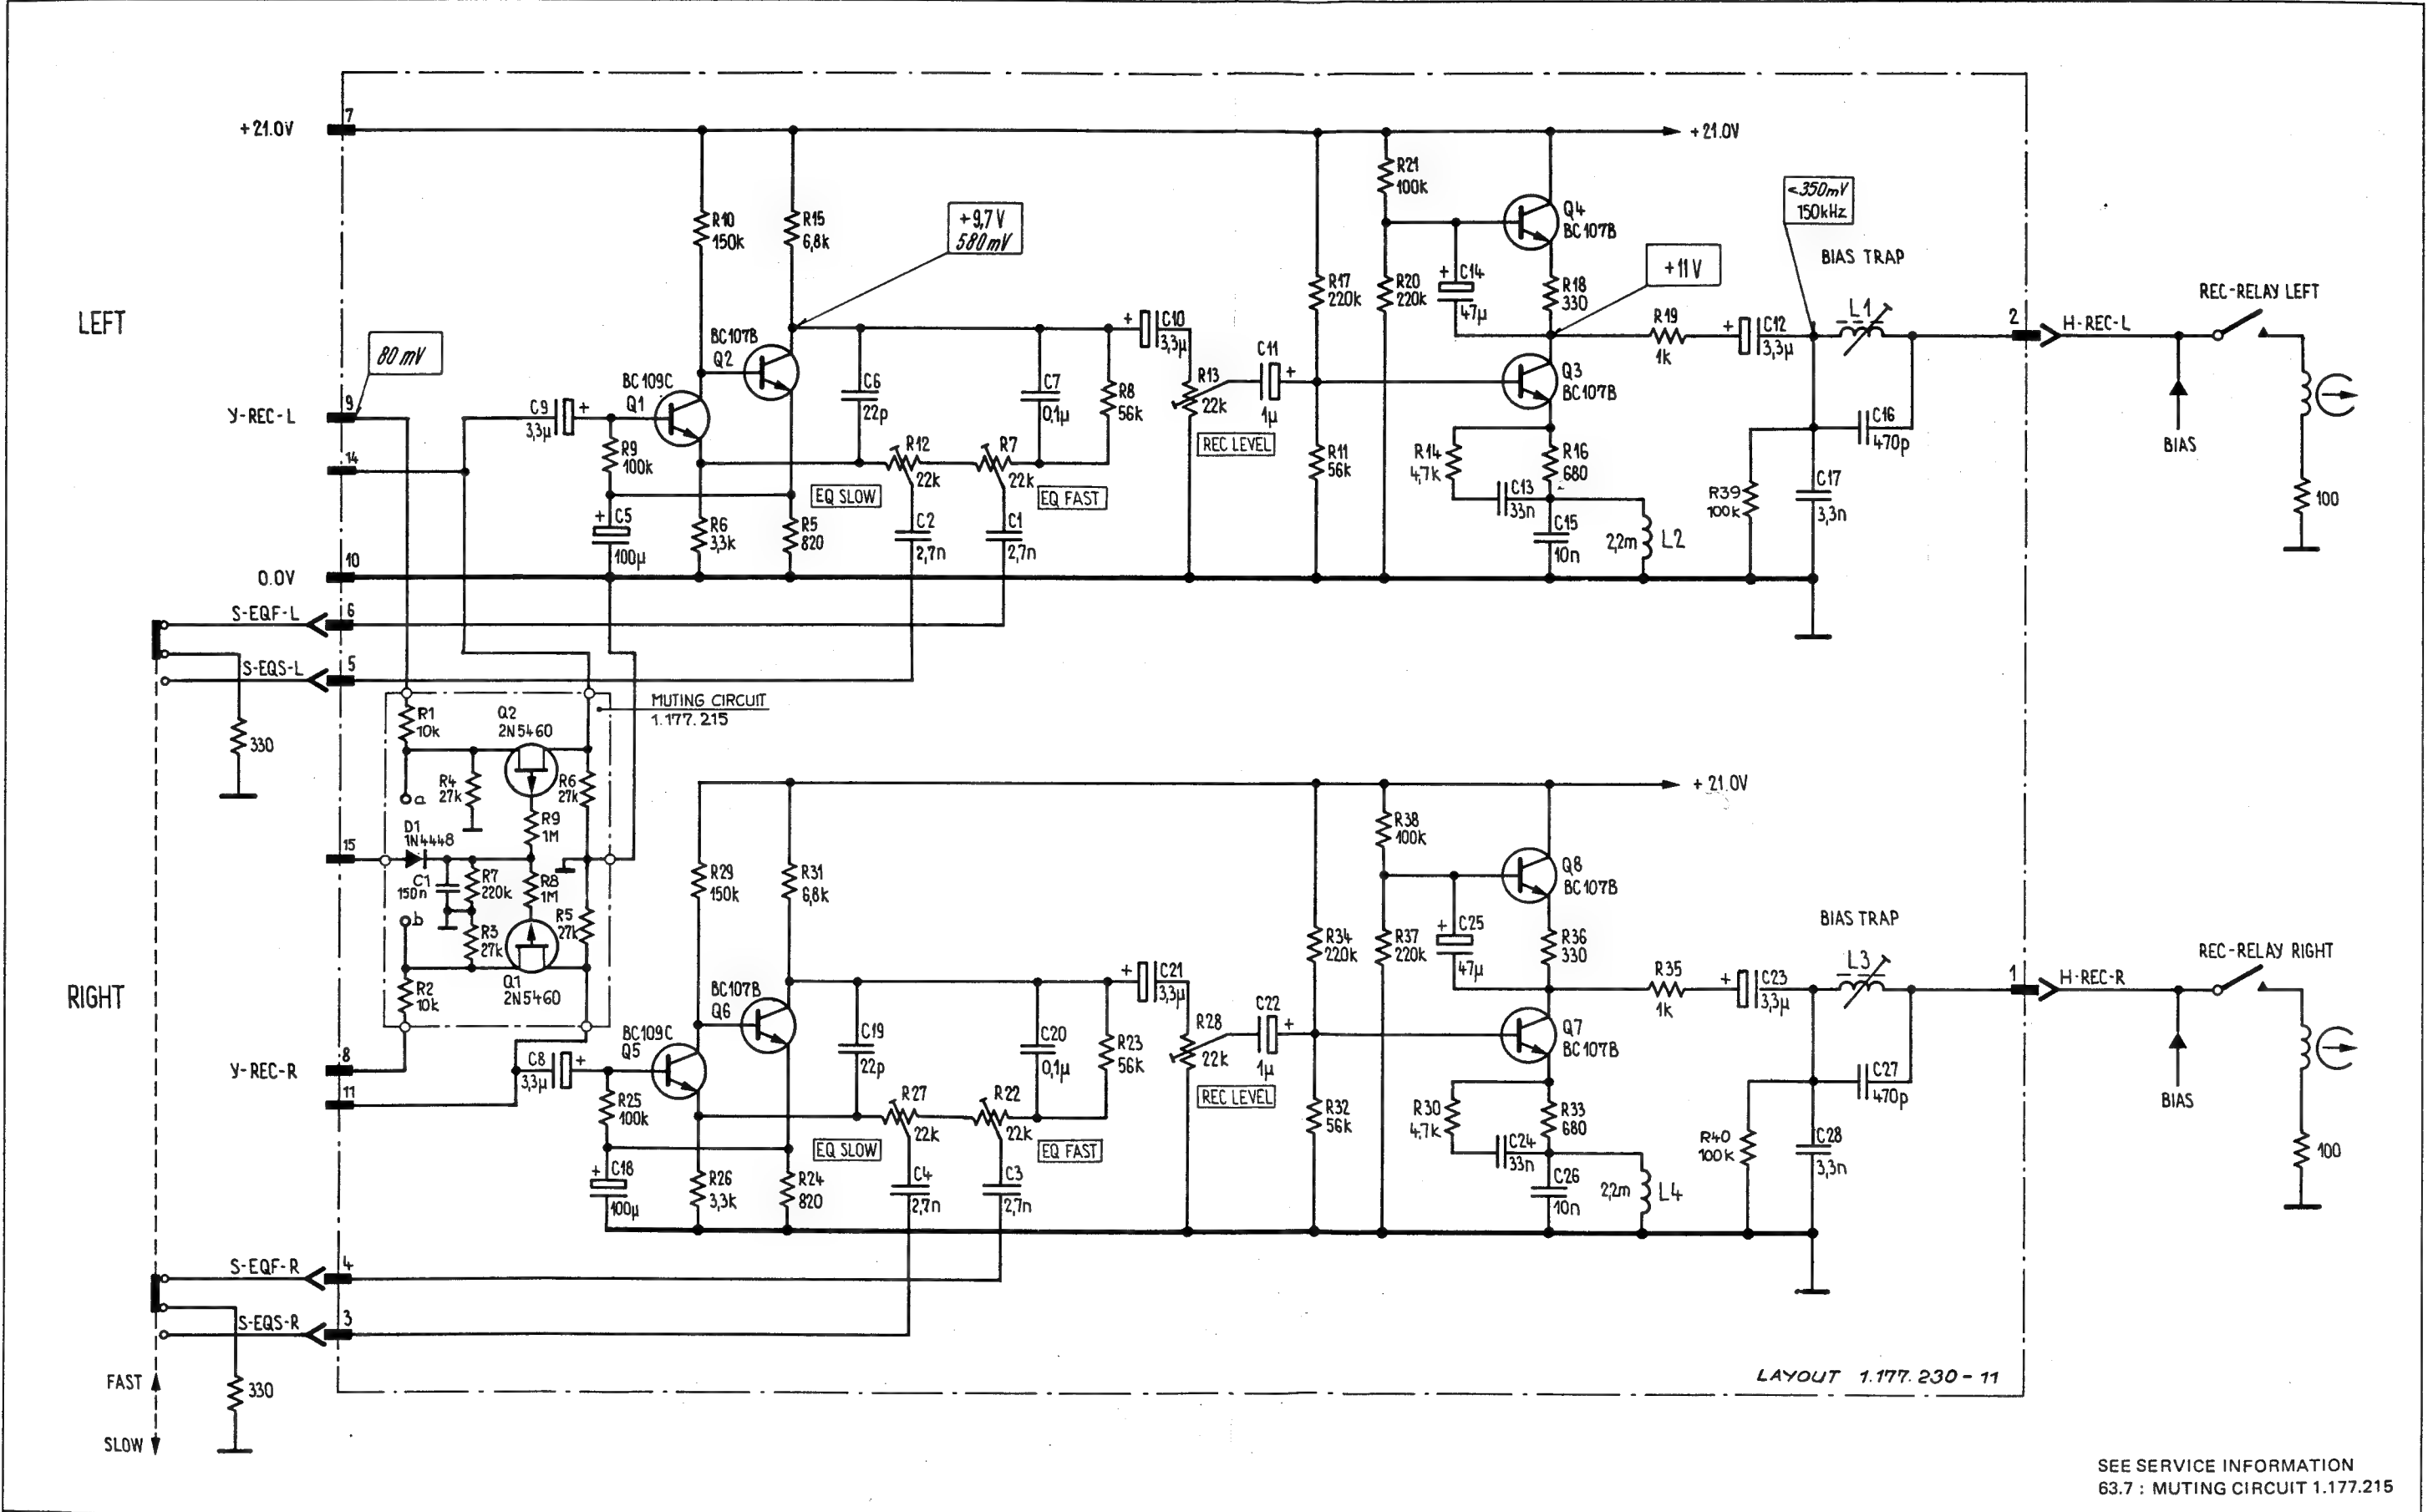 +21.0V
7
+21.0V
R10
150k
R15
6,8k
+9,7V
580mV
R21
100k
Q4
BC107B
<350mV
150kHz
BIAS TRAP
+11V
R17
220k
R20
220k
+ C14
47µ
R18
330
R19
1k
+ C12
3,3µ
L1
2
H-REC-L
REC-RELAY LEFT
LEFT
80mV
BC107B
Q2
BC109C
Q1
C6
22p
C7
0,1µ
R8
56k
+ C10
3,3µ
R13
22k
REC LEVEL
C11
+
1µ
Q3
BC107B
C16
470p
BIAS
Y-REC-L
9
C9
+
3,3µ
R9
100k
R12
22k
R7
22k
EQ SLOW
EQ FAST
R11
56k
R14
4,7k
R16
680
C13
33n
C15
10n
2,2m
L2
R39
100k
C17
3,3n
100
14
+ C5
100µ
R6
3,3k
R5
820
C2
2,7n
C1
2,7n
0.0V
10
S-EQF-L
6
S-EQS-L
5
330
MUTING CIRCUIT
1.177.215
R1
10k
Q2
2N5460
R4
27k
R6
27k
a
R9
1M
D1
1N4448
15
C1
150n
R7
220k
R8
1M
b
R3
27k
R5
27k
R2
10k
Q1
2N5460
RIGHT
+21.0V
R29
150k
R31
6,8k
R38
100k
Q8
BC107B
BIAS TRAP
R34
220k
R37
220k
+ C25
47µ
R36
330
R35
1k
+ C23
3,3µ
L3
1
H-REC-R
REC-RELAY RIGHT
BC107B
Q6
BC109C
Q5
C19
22p
C20
0,1µ
R23
56k
+ C21
3,3µ
R28
22k
REC LEVEL
C22
+
1µ
Q7
BC107B
C27
470p
BIAS
Y-REC-R
8
11
C8
+
3,3µ
R25
100k
R27
22k
R22
22k
EQ SLOW
EQ FAST
R32
56k
R30
4,7k
R33
680
C24
33n
C26
10n
2,2m
L4
R40
100k
C28
3,3n
100
+ C18
100µ
R26
3,3k
R24
820
C4
2,7n
C3
2,7n
S-EQF-R
4
S-EQS-R
3
330
FAST
SLOW
LAYOUT 1.177.230-11
SEE SERVICE INFORMATION
63.7 : MUTING CIRCUIT 1.177.215